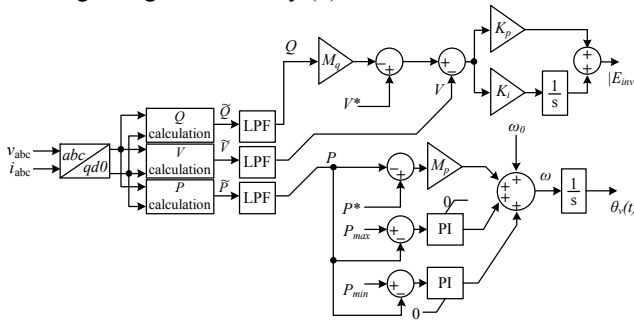 Q
M_q
K_p
K_i
1/s
|E_inv
V*
V
Q̃
Q
calculation
LPF
v_abc
i_abc
abc
qd0
V
calculation
Ṽ
LPF
P
calculation
P̃
LPF
P
P*
M_p
ω_0
ω
1/s
θ_v(t)
P_max
PI
0
P_min
PI
0